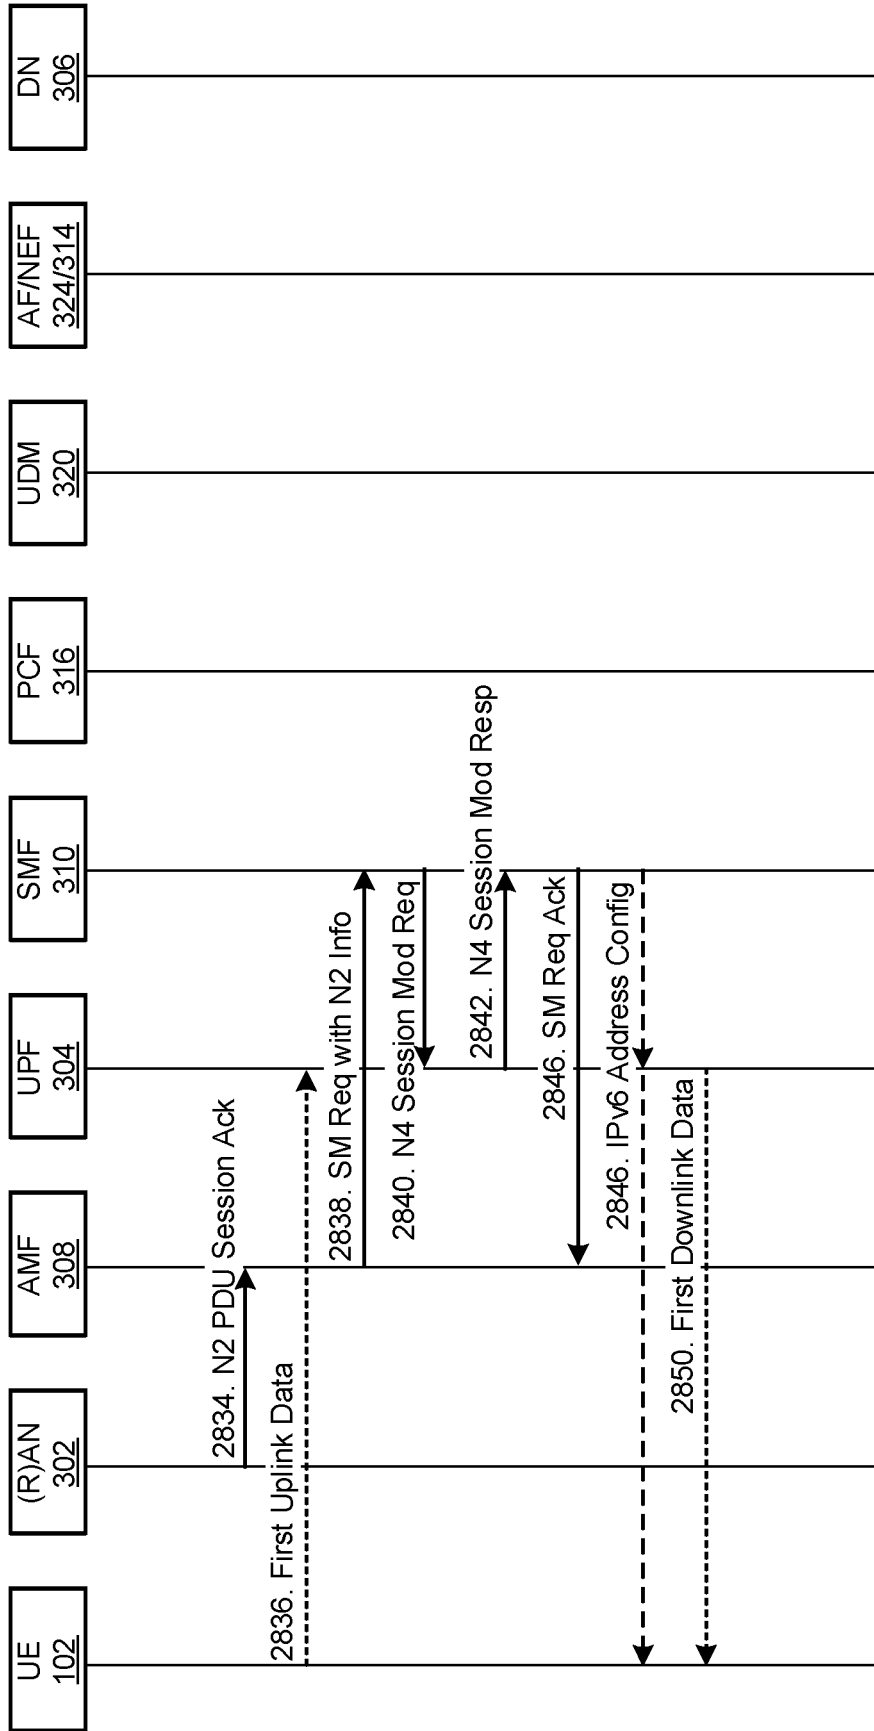 UE
102
(R)AN
302
AMF
308
UPF
304
SMF
310
PCF
316
UDM
320
AF/NEF
324/314
DN
306
2834. N2 PDU Session Ack
2836. First Uplink Data
2838. SM Req with N2 Info
2840. N4 Session Mod Req
2842. N4 Session Mod Resp
2846. SM Req Ack
2846. IPv6 Address Config
2850. First Downlink Data